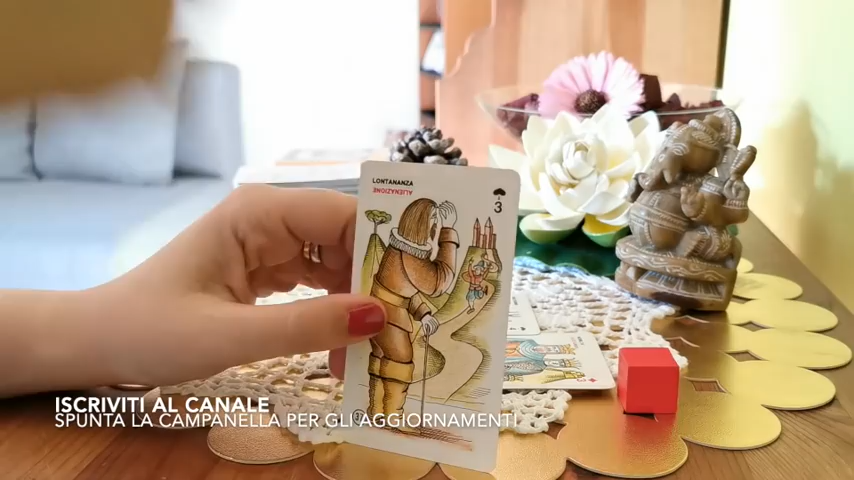 LONTANANZA
ALIENAZIONE
3
ISCRIVITI AL CANALE
SPUNTA LA CAMPANELLA PER GLI AGGIORNAMENTI